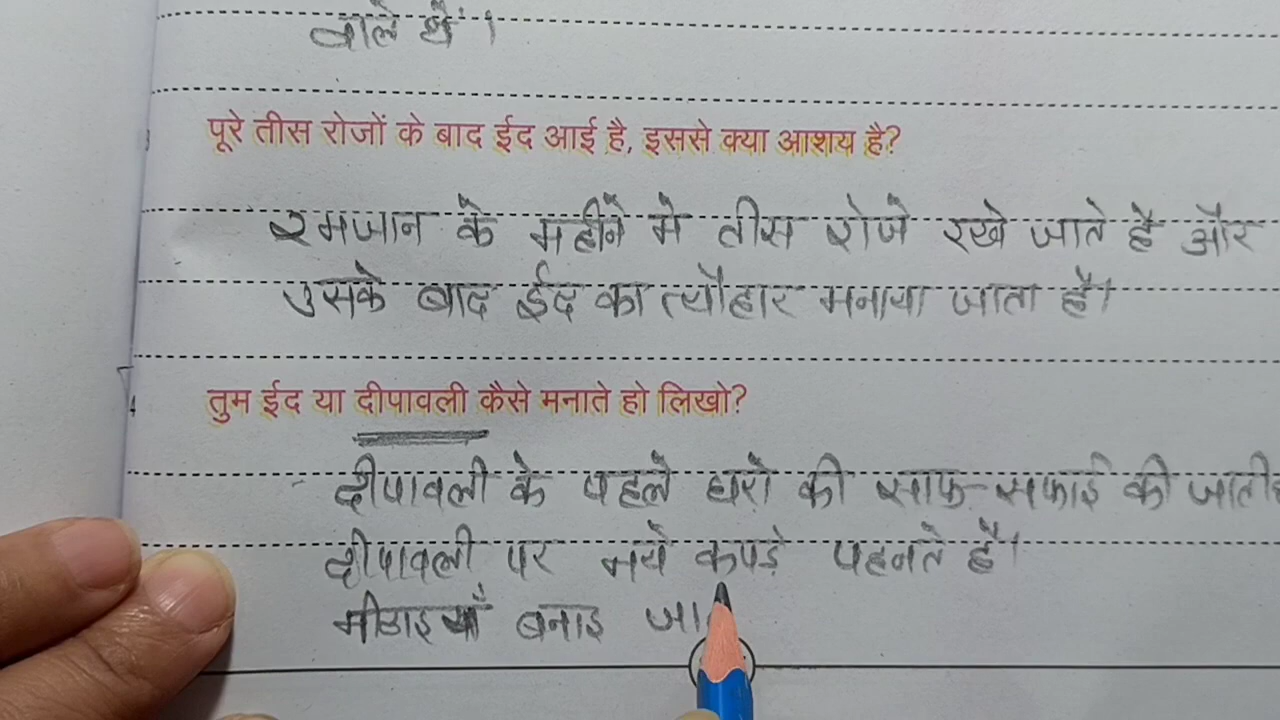 वाले थे।
पूरे तीस रोजों के बाद ईद आई है, इससे क्या आशय है?
रमजान के महीने मे तीस रोजे रखे जाते है और
उसके बाद ईद का त्यौहार मनाया जाता है।
4 तुम ईद या दीपावली कैसे मनाते हो लिखो?
दीपावली के पहले घरो की साफ-सफाई की जाती
दीपावली पर नये कपड़े पहनते है।
मीठाइयाँ बनाइ जा